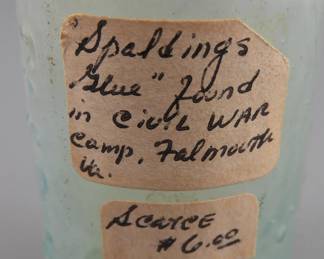 "Spaldings
Glue" found
in CIVIL WAR
Camp, Falmouth
Va.
SCARCE
$6.00